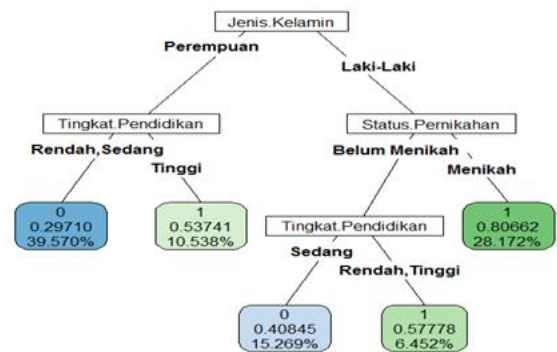 Jenis.Kelamin
Perempuan
Laki-Laki
Tingkat.Pendidikan
Status.Pernikahan
Rendah,Sedang
Tinggi
Belum Menikah
Menikah
0
0.29710
39.570%
1
0.53741
10.538%
Tingkat.Pendidikan
1
0.80662
28.172%
Sedang
Rendah,Tinggi
0
0.40845
15.269%
1
0.57778
6.452%